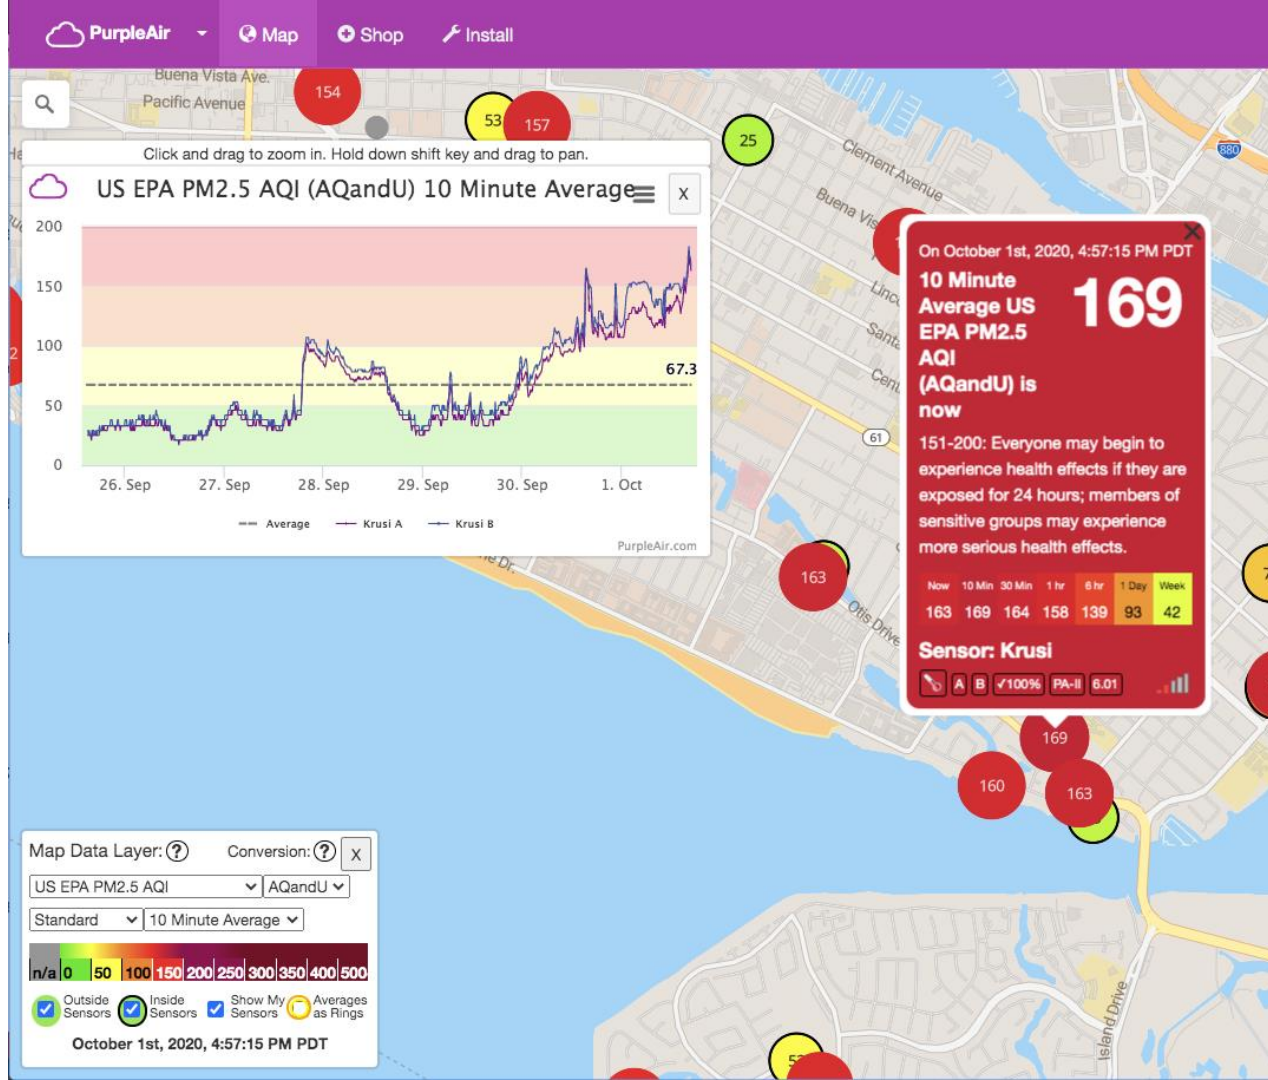 PurpleAir
Map
Shop
Install
Buena Vista Ave.
Pacific Avenue
154
53
157
25
880
Clement Avenue
Click and drag to zoom in. Hold down shift key and drag to pan.
US EPA PM2.5 AQI (AQandU) 10 Minute Average
X
200
150
100
50
0
67.3
26. Sep
27. Sep
28. Sep
29. Sep
30. Sep
1. Oct
Average
Krusi A
Krusi B
PurpleAir.com
Buena Vis
Linc
Santa
Cent
61
On October 1st, 2020, 4:57:15 PM PDT
10 Minute
Average US
EPA PM2.5
AQI
(AQandU) is
now
169
151-200: Everyone may begin to
experience health effects if they are
exposed for 24 hours; members of
sensitive groups may experience
more serious health effects.
Now 10 Min 30 Min 1 hr 6 hr 1 Day Week
163 169 164 158 139 93 42
Sensor: Krusi
A B ✓100% PA-II 6.01
163
Otis Drive
Dr.
169
160
163
Map Data Layer: ?
Conversion: ?
X
US EPA PM2.5 AQI
AQandU
Standard
10 Minute Average
n/a 0 50 100 150 200 250 300 350 400 500
Outside
Sensors
Inside
Sensors
Show My
Sensors
Averages
as Rings
October 1st, 2020, 4:57:15 PM PDT
Island Drive